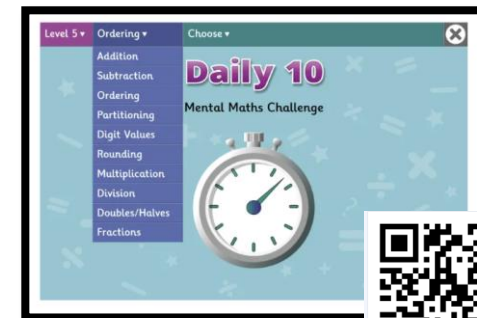 Level 5 ▾ Ordering ▾ Choose ▾
Addition
Subtraction
Ordering
Partitioning
Digit Values
Rounding
Multiplication
Division
Doubles/Halves
Fractions
Daily 10
Mental Maths Challenge